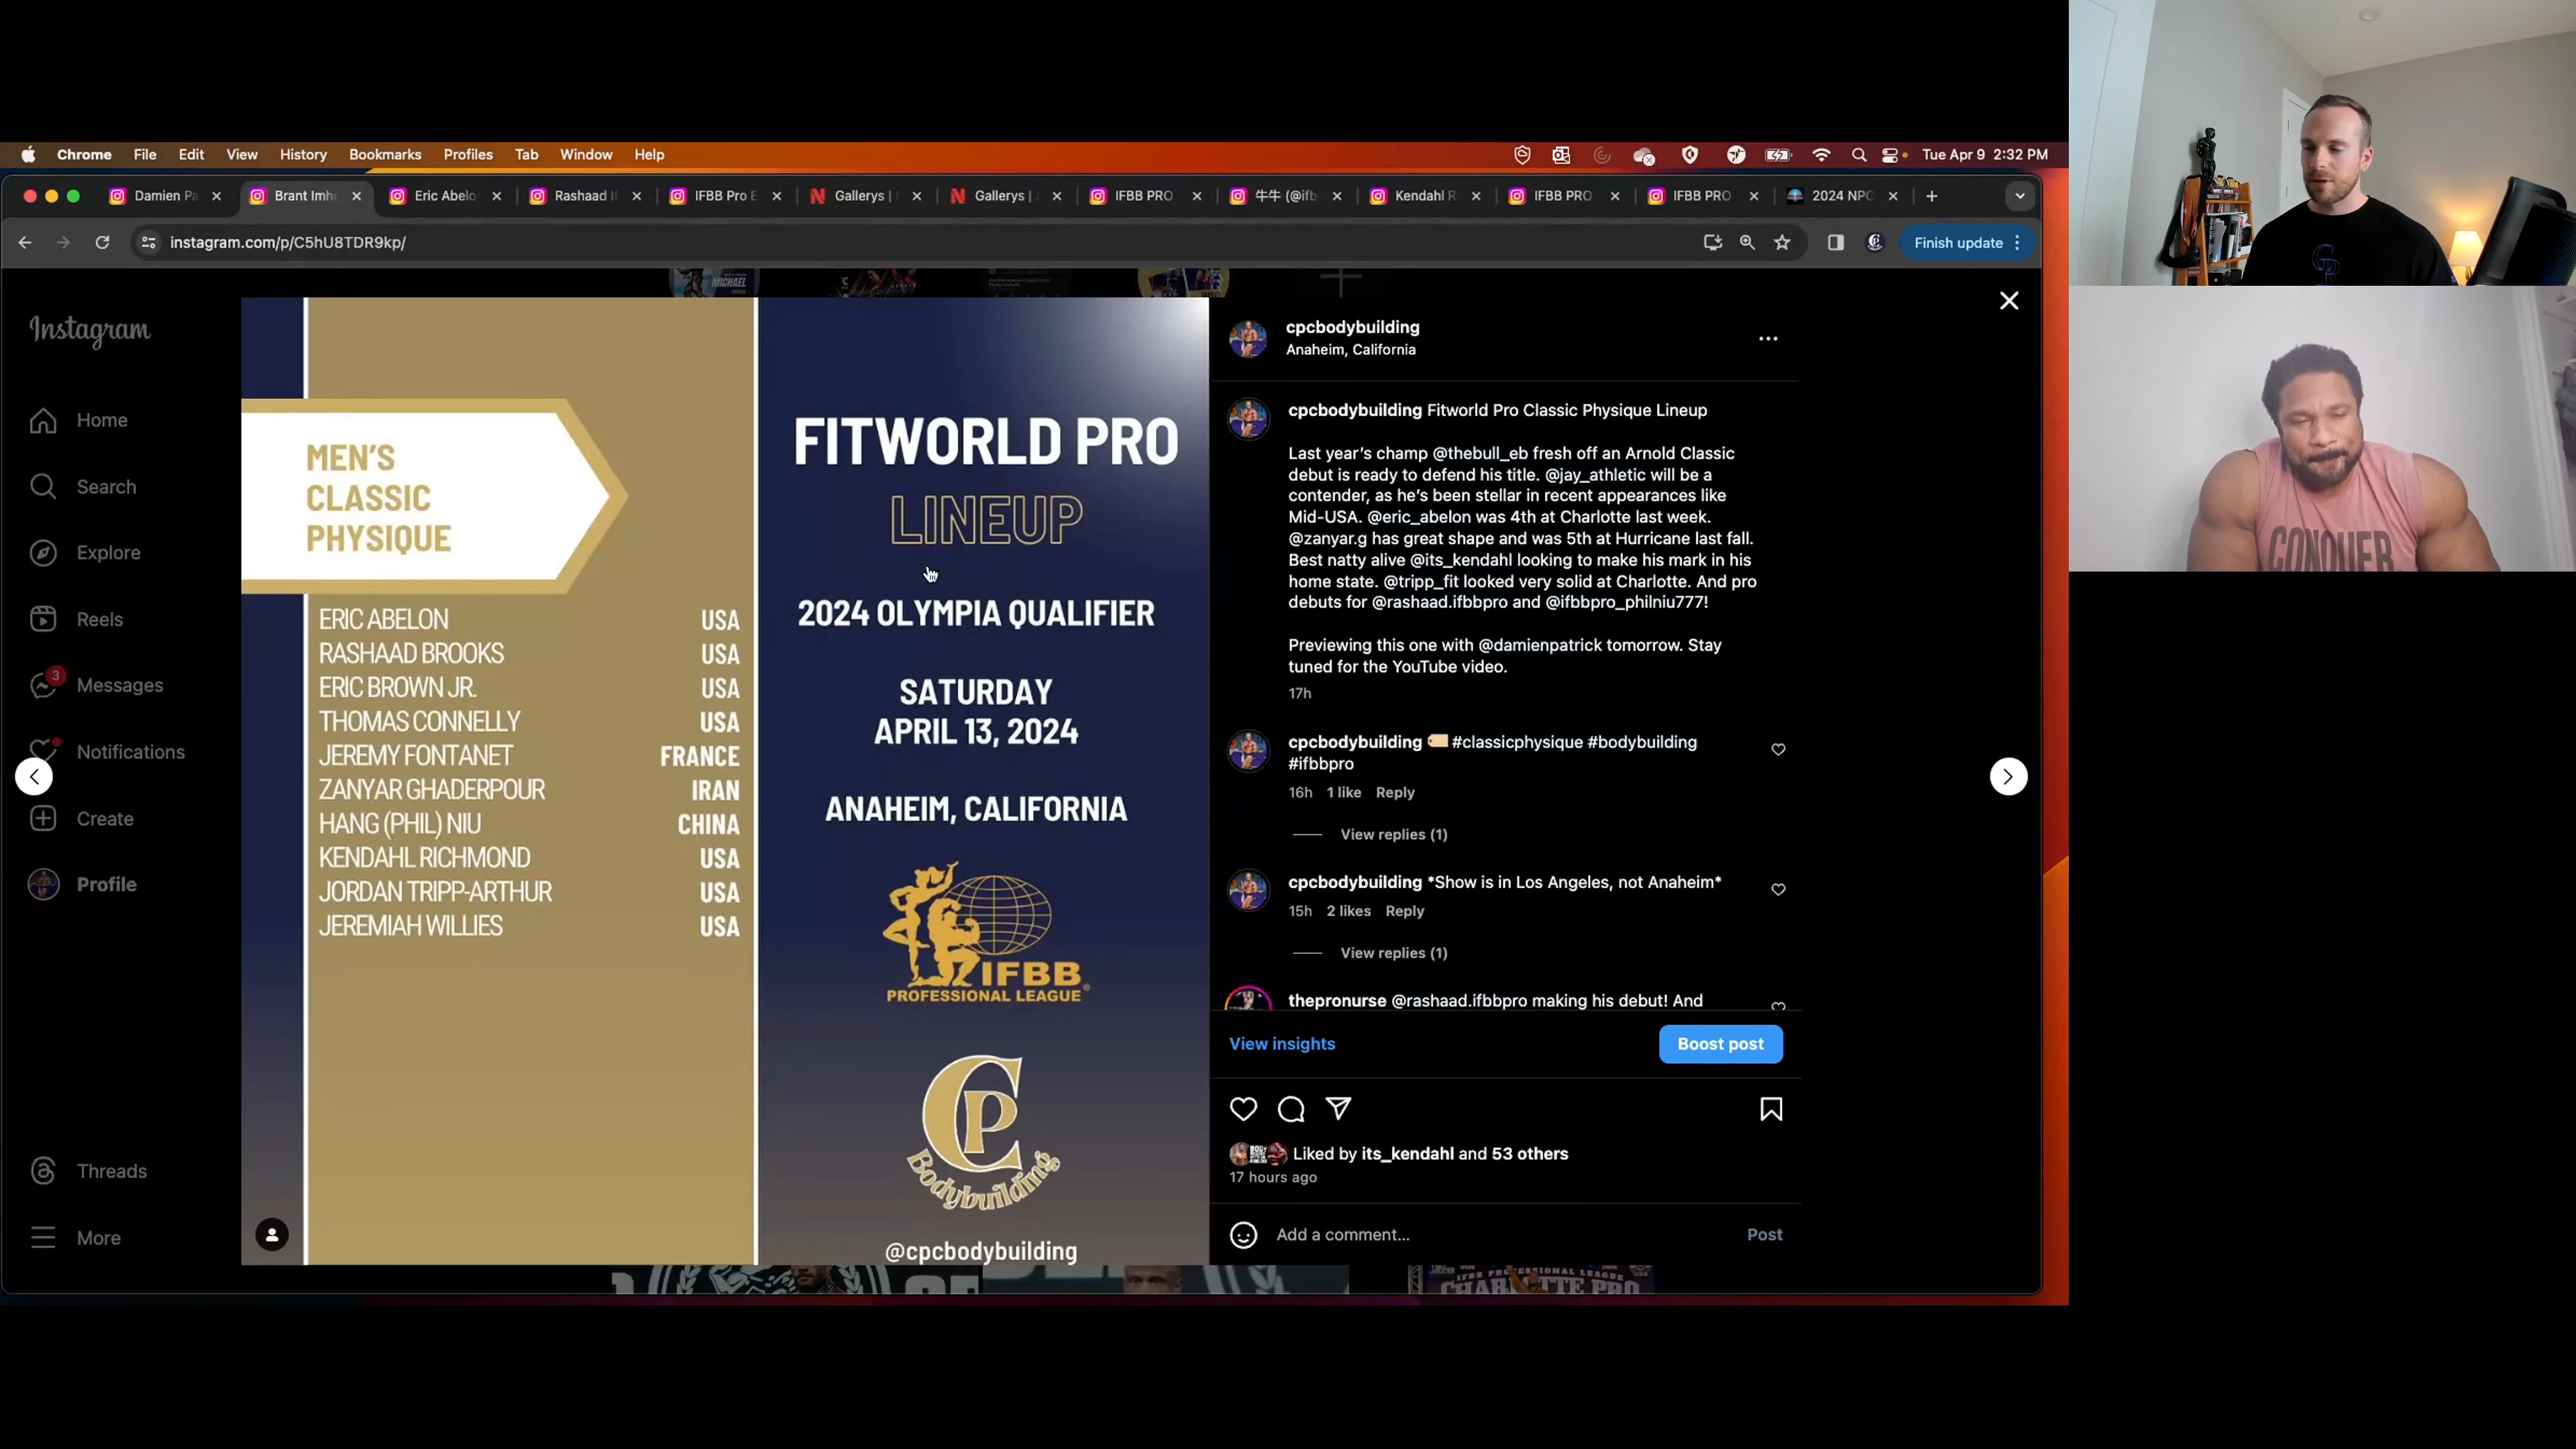 Chrome File Edit View History Bookmarks Profiles Tab Window Help
Tue Apr 9 2:32 PM
Damien Pa
Brant Imho
Eric Abelo
Rashaad If
IFBB Pro E
Gallerys |
Gallerys |
IFBB PRO
牛牛 (@ifb
Kendahl R
IFBB PRO
IFBB PRO
2024 NPC
instagram.com/p/C5hU8TDR9kp/
Finish update
Instagram
Home
Search
Explore
Reels
3
Messages
Notifications
Create
Profile
Threads
More
MICHAEL
MEN'S
CLASSIC
PHYSIQUE
ERIC ABELON USA
RASHAAD BROOKS USA
ERIC BROWN JR. USA
THOMAS CONNELLY USA
JEREMY FONTANET FRANCE
ZANYAR GHADERPOUR IRAN
HANG (PHIL) NIU CHINA
KENDAHL RICHMOND USA
JORDAN TRIPP-ARTHUR USA
JEREMIAH WILLIES USA
FITWORLD PRO
LINEUP
2024 OLYMPIA QUALIFIER
SATURDAY
APRIL 13, 2024
ANAHEIM, CALIFORNIA
IFBB
PROFESSIONAL LEAGUE®
CP
Bodybuilding
@cpcbodybuilding
cpcbodybuilding
Anaheim, California
cpcbodybuilding Fitworld Pro Classic Physique Lineup
Last year's champ @thebull_eb fresh off an Arnold Classic
debut is ready to defend his title. @jay_athletic will be a
contender, as he's been stellar in recent appearances like
Mid-USA. @eric_abelon was 4th at Charlotte last week.
@zanyar.g has great shape and was 5th at Hurricane last fall.
Best natty alive @its_kendahl looking to make his mark in his
home state. @tripp_fit looked very solid at Charlotte. And pro
debuts for @rashaad.ifbbpro and @ifbbpro_philniu777!
Previewing this one with @damienpatrick tomorrow. Stay
tuned for the YouTube video.
17h
cpcbodybuilding #classicphysique #bodybuilding
#ifbbpro
16h 1 like Reply
View replies (1)
cpcbodybuilding *Show is in Los Angeles, not Anaheim*
15h 2 likes Reply
View replies (1)
thepronurse @rashaad.ifbbpro making his debut! And
View insights
Boost post
Liked by its_kendahl and 53 others
17 hours ago
Add a comment...
Post
IFBB PROFESSIONAL LEAGUE
CHARLOTTE PRO
CONQUER